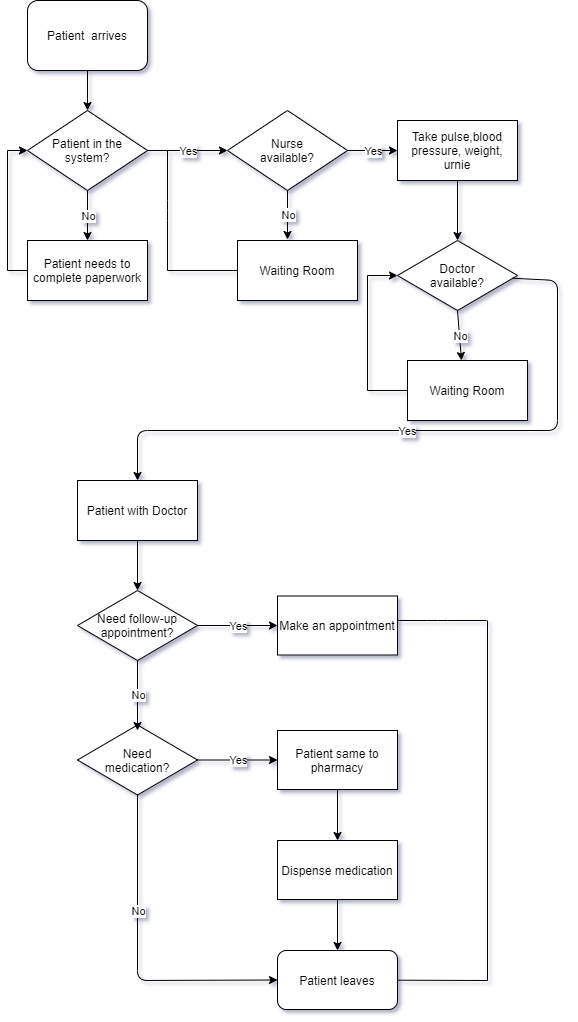 Patient arrives
Patient in the
system?
Yes
Nurse
available?
Yes
Take pulse,blood
pressure, weight,
urnie
No
No
Patient needs to
complete paperwork
Waiting Room
Doctor
available?
No
Waiting Room
Yes
Patient with Doctor
Need follow-up
appointment?
Yes
Make an appointment
No
Need
medication?
Yes
Patient same to
pharmacy
Dispense medication
No
Patient leaves